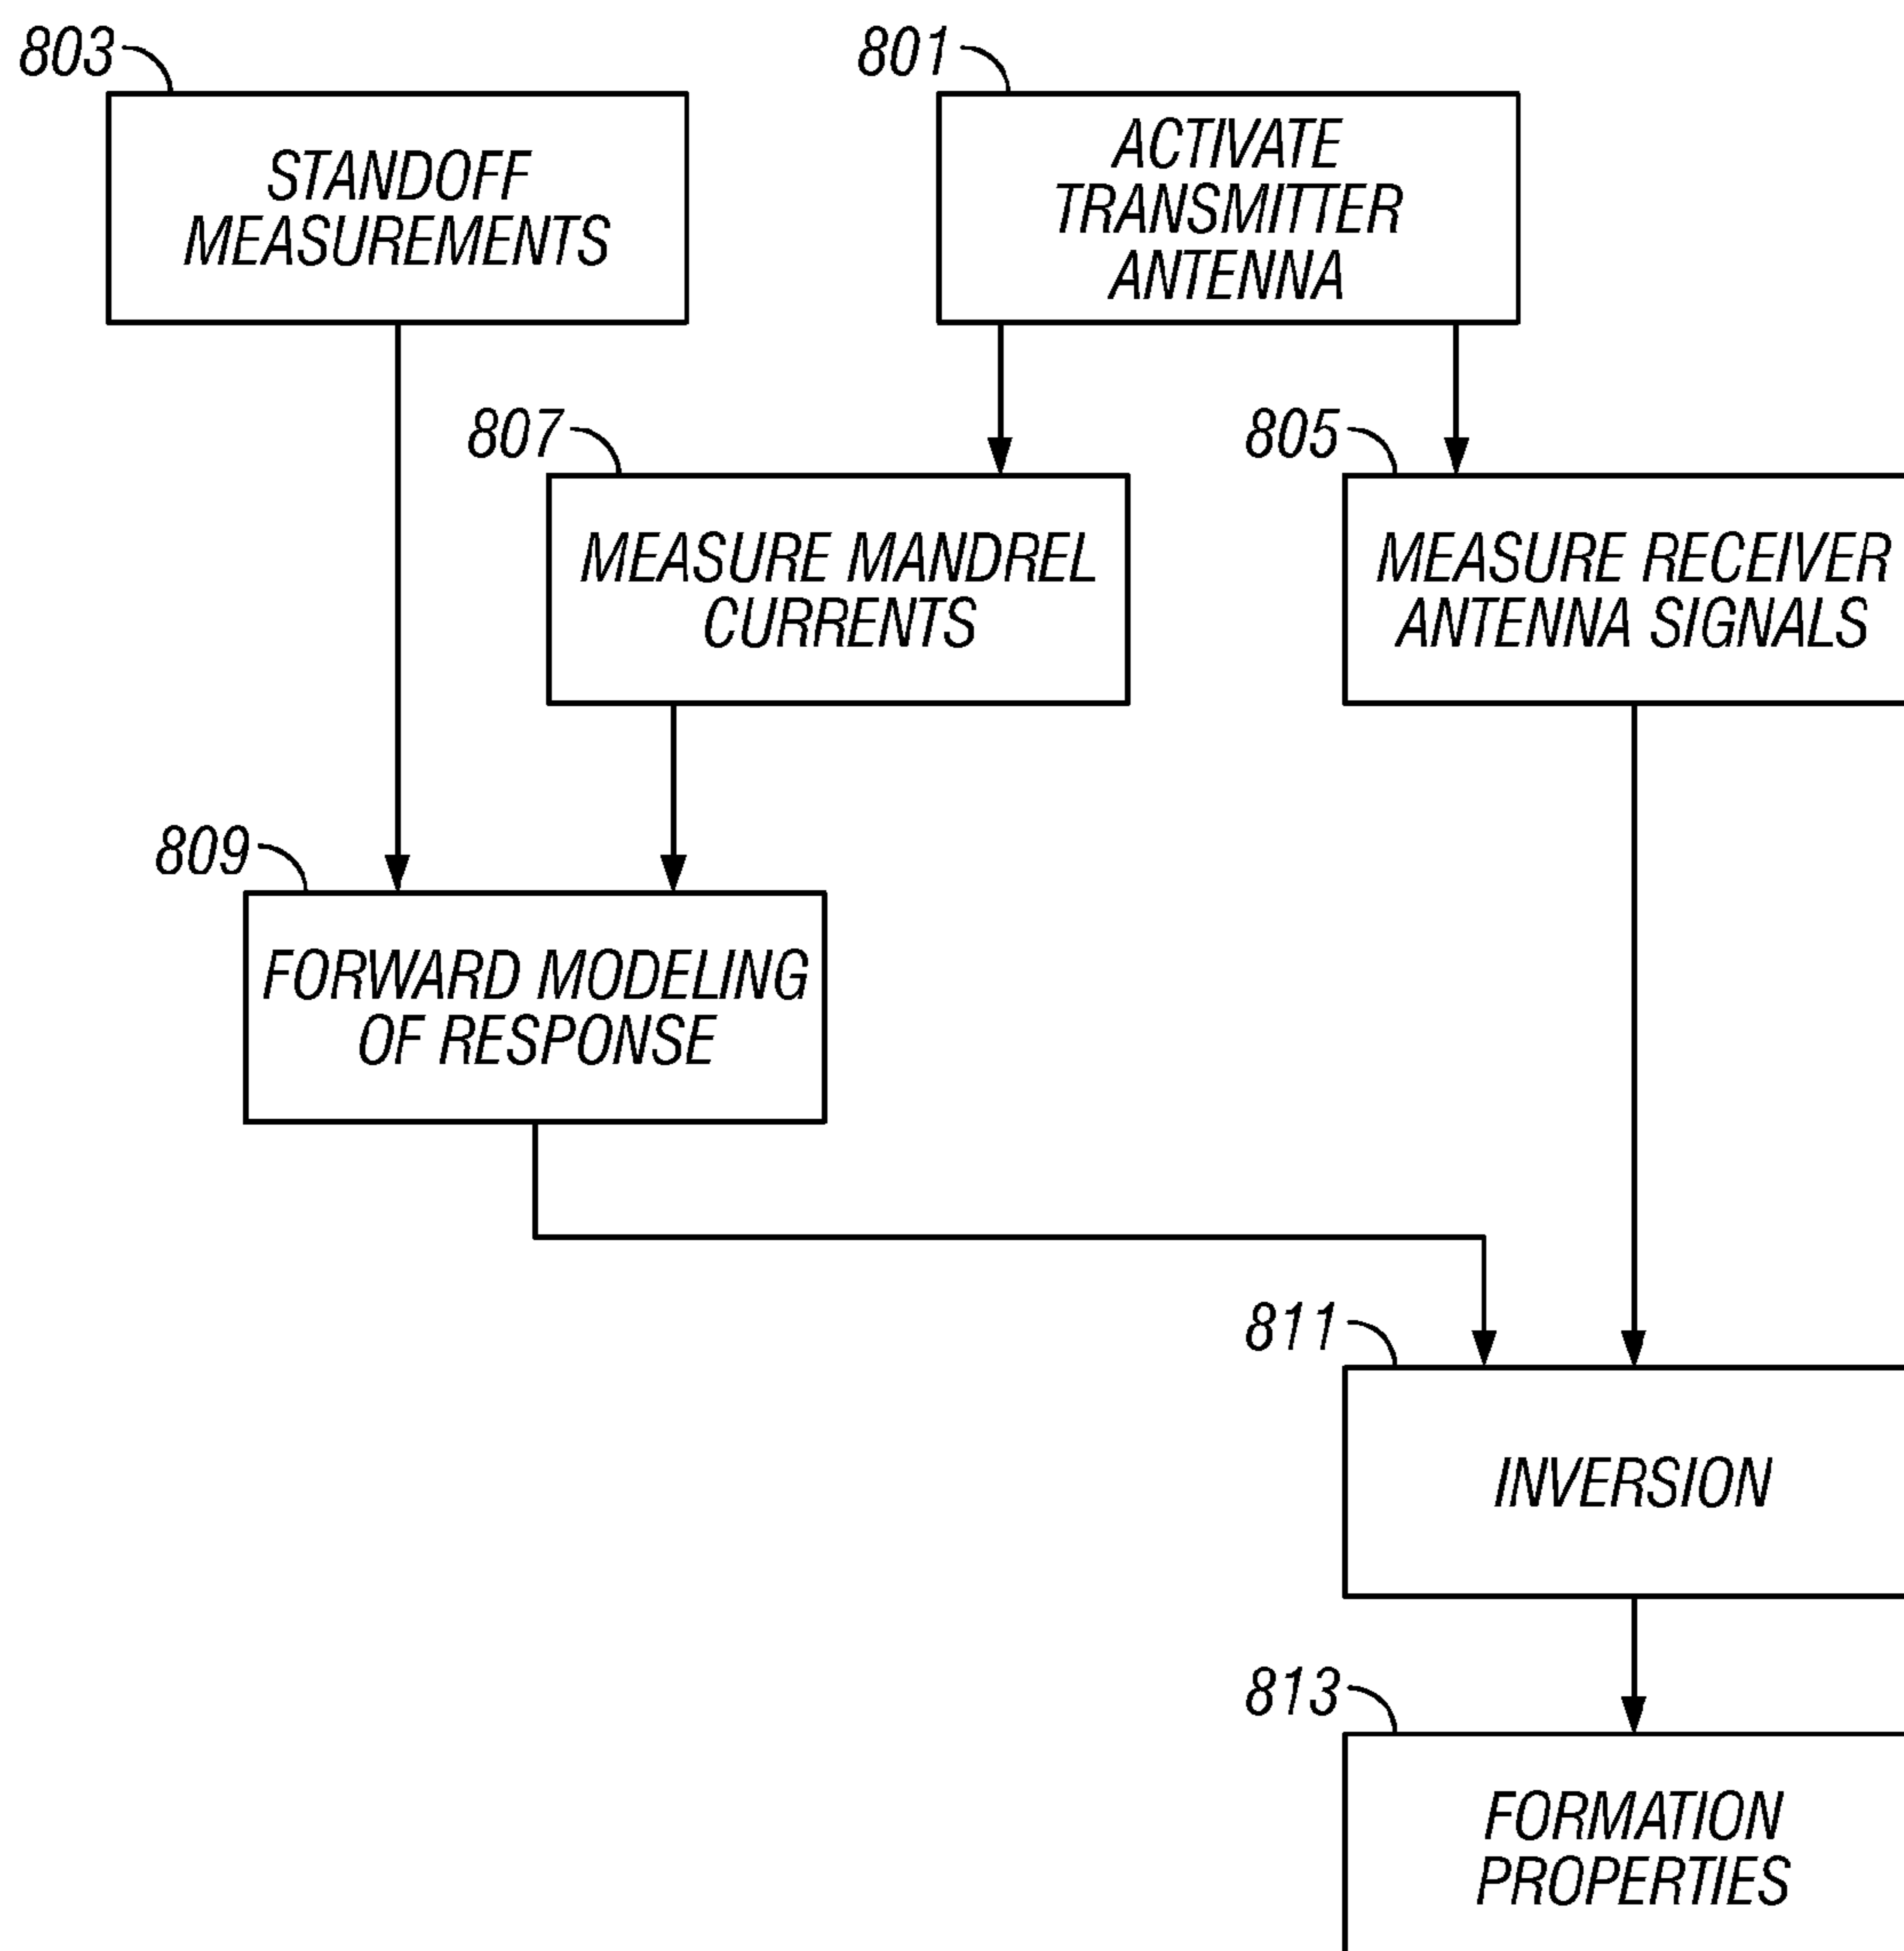 803
STANDOFF
MEASUREMENTS
801
ACTIVATE
TRANSMITTER
ANTENNA
807
MEASURE MANDREL
CURRENTS
805
MEASURE RECEIVER
ANTENNA SIGNALS
809
FORWARD MODELING
OF RESPONSE
811
INVERSION
813
FORMATION
PROPERTIES